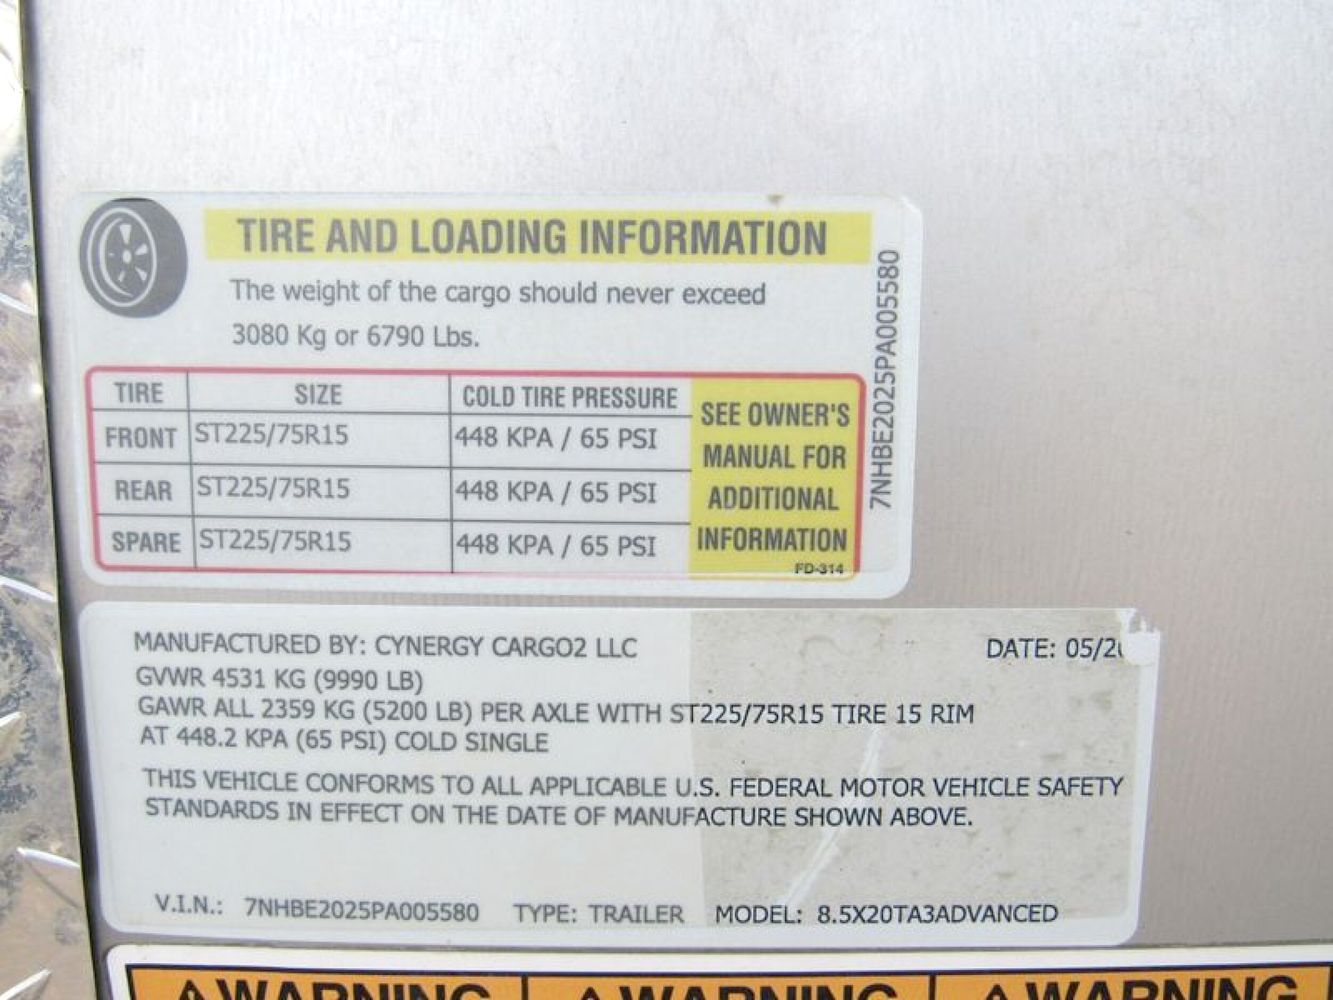 TIRE AND LOADING INFORMATION
The weight of the cargo should never exceed
3080 Kg or 6790 Lbs.
TIRE SIZE COLD TIRE PRESSURE
FRONT ST225/75R15 448 KPA / 65 PSI
REAR ST225/75R15 448 KPA / 65 PSI
SPARE ST225/75R15 448 KPA / 65 PSI
SEE OWNER'S
MANUAL FOR
ADDITIONAL
INFORMATION
FD-314
7NHBE2025PA005580
MANUFACTURED BY: CYNERGY CARGO2 LLC DATE: 05/2
GVWR 4531 KG (9990 LB)
GAWR ALL 2359 KG (5200 LB) PER AXLE WITH ST225/75R15 TIRE 15 RIM
AT 448.2 KPA (65 PSI) COLD SINGLE
THIS VEHICLE CONFORMS TO ALL APPLICABLE U.S. FEDERAL MOTOR VEHICLE SAFETY
STANDARDS IN EFFECT ON THE DATE OF MANUFACTURE SHOWN ABOVE.
V.I.N.: 7NHBE2025PA005580 TYPE: TRAILER MODEL: 8.5X20TA3ADVANCED
⚠WARNING ⚠WARNING ⚠WARNING